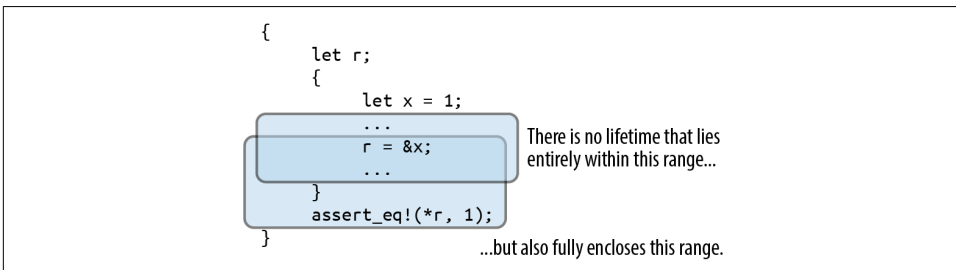 {
let r;
{
let x = 1;
...
r = &x;
...
}
assert_eq!(*r, 1);
}
There is no lifetime that lies
entirely within this range...
...but also fully encloses this range.